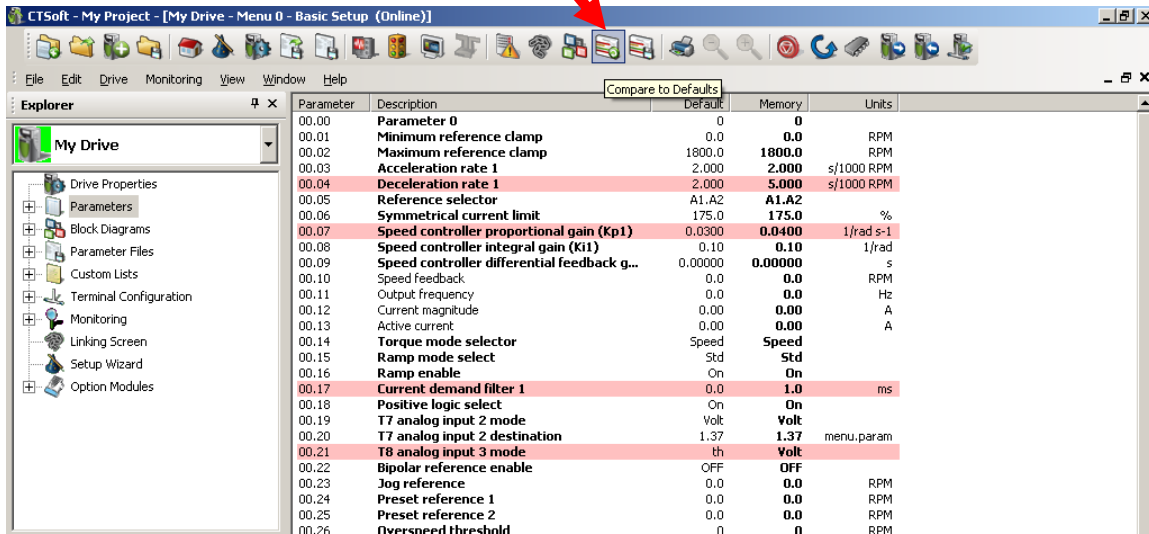 CTSoft - My Project - [My Drive - Menu 0 - Basic Setup (Online)]
File Edit Drive Monitoring View Window Help
Compare to Defaults
Explorer
My Drive
Drive Properties
Parameters
Block Diagrams
Parameter Files
Custom Lists
Terminal Configuration
Monitoring
Linking Screen
Setup Wizard
Option Modules
Parameter Description Default Memory Units
00.00 Parameter 0 0 0
00.01 Minimum reference clamp 0.0 0.0 RPM
00.02 Maximum reference clamp 1800.0 1800.0 RPM
00.03 Acceleration rate 1 2.000 2.000 s/1000 RPM
00.04 Deceleration rate 1 2.000 5.000 s/1000 RPM
00.05 Reference selector A1.A2 A1.A2
00.06 Symmetrical current limit 175.0 175.0 %
00.07 Speed controller proportional gain (Kp1) 0.0300 0.0400 1/rad s-1
00.08 Speed controller integral gain (Ki1) 0.10 0.10 1/rad
00.09 Speed controller differential feedback g... 0.00000 0.00000 s
00.10 Speed feedback 0.0 0.0 RPM
00.11 Output frequency 0.0 0.0 Hz
00.12 Current magnitude 0.00 0.00 A
00.13 Active current 0.00 0.00 A
00.14 Torque mode selector Speed Speed
00.15 Ramp mode select Std Std
00.16 Ramp enable On On
00.17 Current demand filter 1 0.0 1.0 ms
00.18 Positive logic select On On
00.19 T7 analog input 2 mode Volt Volt
00.20 T7 analog input 2 destination 1.37 1.37 menu.param
00.21 T8 analog input 3 mode th Volt
00.22 Bipolar reference enable OFF OFF
00.23 Jog reference 0.0 0.0 RPM
00.24 Preset reference 1 0.0 0.0 RPM
00.25 Preset reference 2 0.0 0.0 RPM
00.26 Overspeed threshold 0 0 RPM